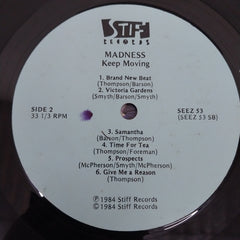 STIFF
RECORDS
MADNESS
Keep Moving
1. Brand New Beat
(Thompson/Barson)
2. Victoria Gardens
(Smyth/Barson/Smyth)
SIDE 2
33 1/3 RPM
SEEZ 53
(SEEZ 53 SB)
3. Samantha
(Barson/Thompson)
4. Time For Tea
(Thompson/Foreman)
5. Prospects
(McPherson/Smyth/McPherson)
6. Give Me a Reason
(Thompson)
℗ 1984 Stiff Records
© 1984 Stiff Records